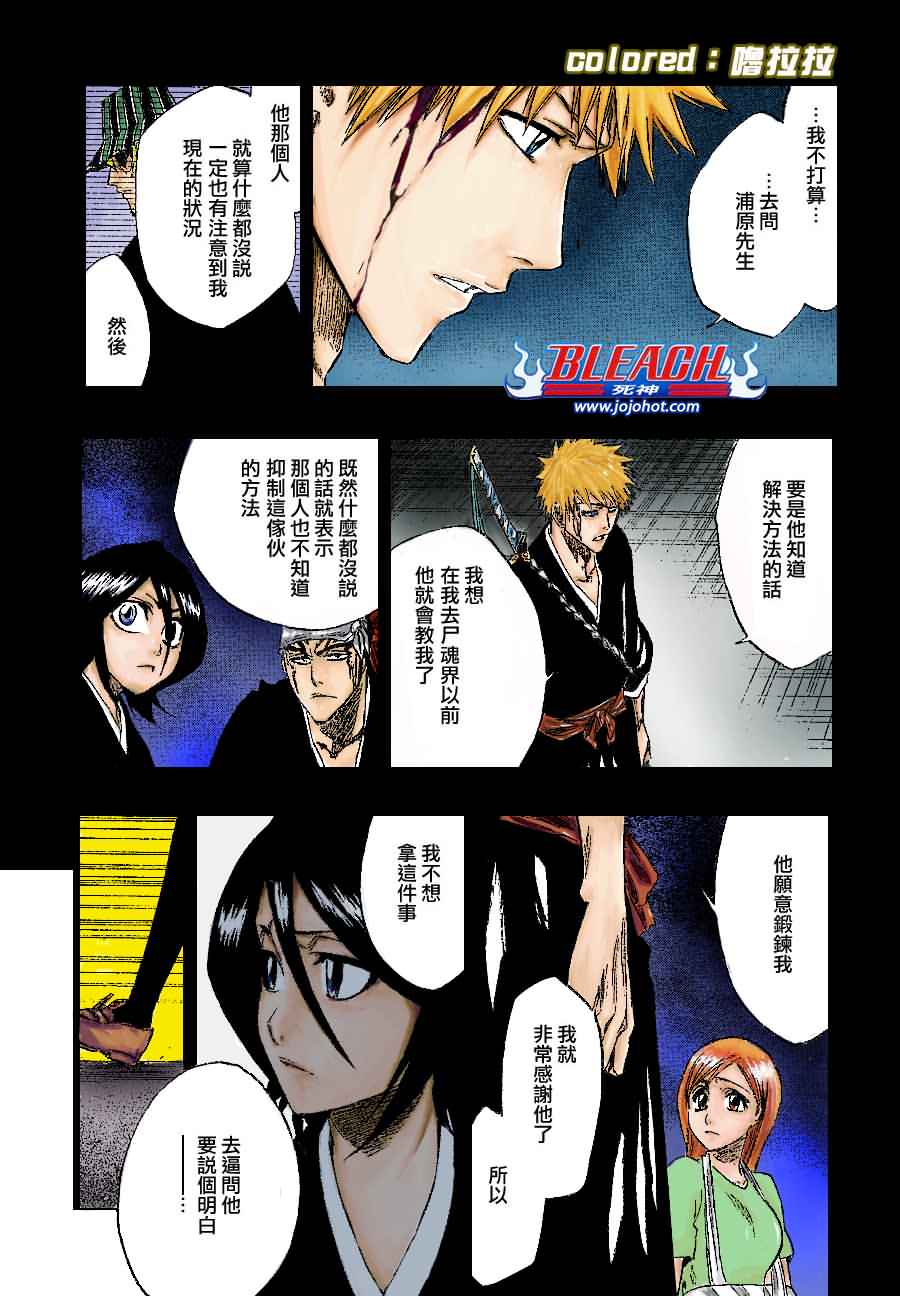 colored：嚕拉拉
…我不打算…
…去問
浦原先生
他那個人
就算什麼都沒說
一定也有注意到我
現在的狀況
然後
BLEACH
死神
www.jojohot.com
要是他知道
解決方法的話
我想
在我去尸魂界以前
他就會教我了
既然什麼都沒說
的話就表示
那個人也不知道
抑制這傢伙
的方法
他願意鍛鍊我
我就
非常感謝他了
所以
我不想
拿這件事
去逼問他
要說個明白
──…